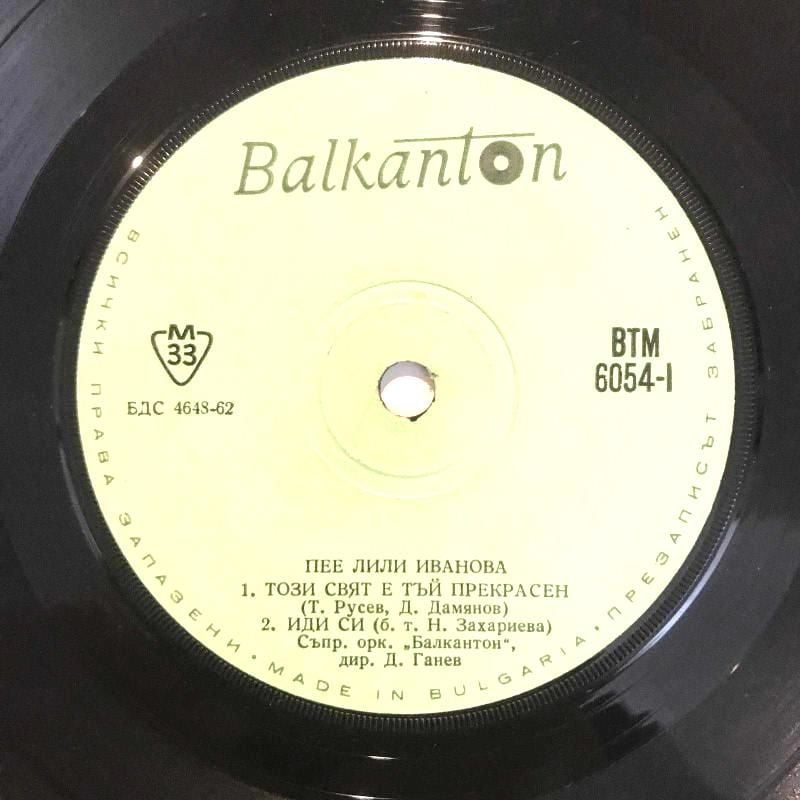 Balkanton
М
33
БДС 4648-62
ВТМ
6054-I
ПЕЕ ЛИЛИ ИВАНОВА
1. ТОЗИ СВЯТ Е ТЪЙ ПРЕКРАСЕН
(Т. Русев, Д. Дамянов)
2. ИДИ СИ (б. т. Н. Захариева)
Съпр. орк. „Балкантон“,
дир. Д. Ганев
ВСИЧКИ ПРАВА ЗАПАЗЕНИ • MADE IN BULGARIA • ПРЕЗАПИСЪТ ЗАБРАНЕН